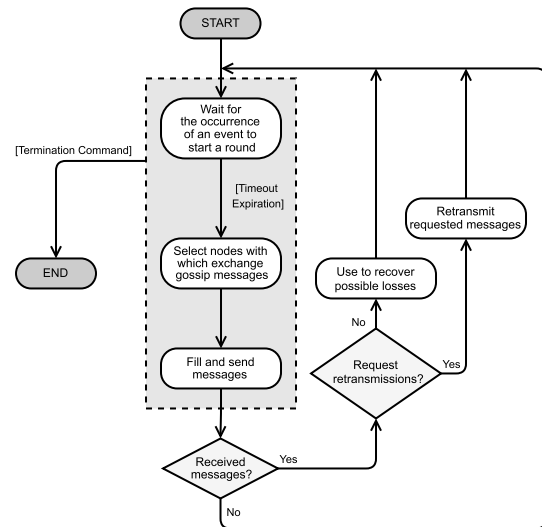 START
Wait for
the occurrence
of an event to
start a round
[Termination Command]
[Timeout
Expiration]
Retransmit
requested messages
Select nodes with
which exchange
gossip messages
END
Use to recover
possible losses
No
Fill and send
messages
Request
retransmissions?
Yes
Received
messages?
Yes
No